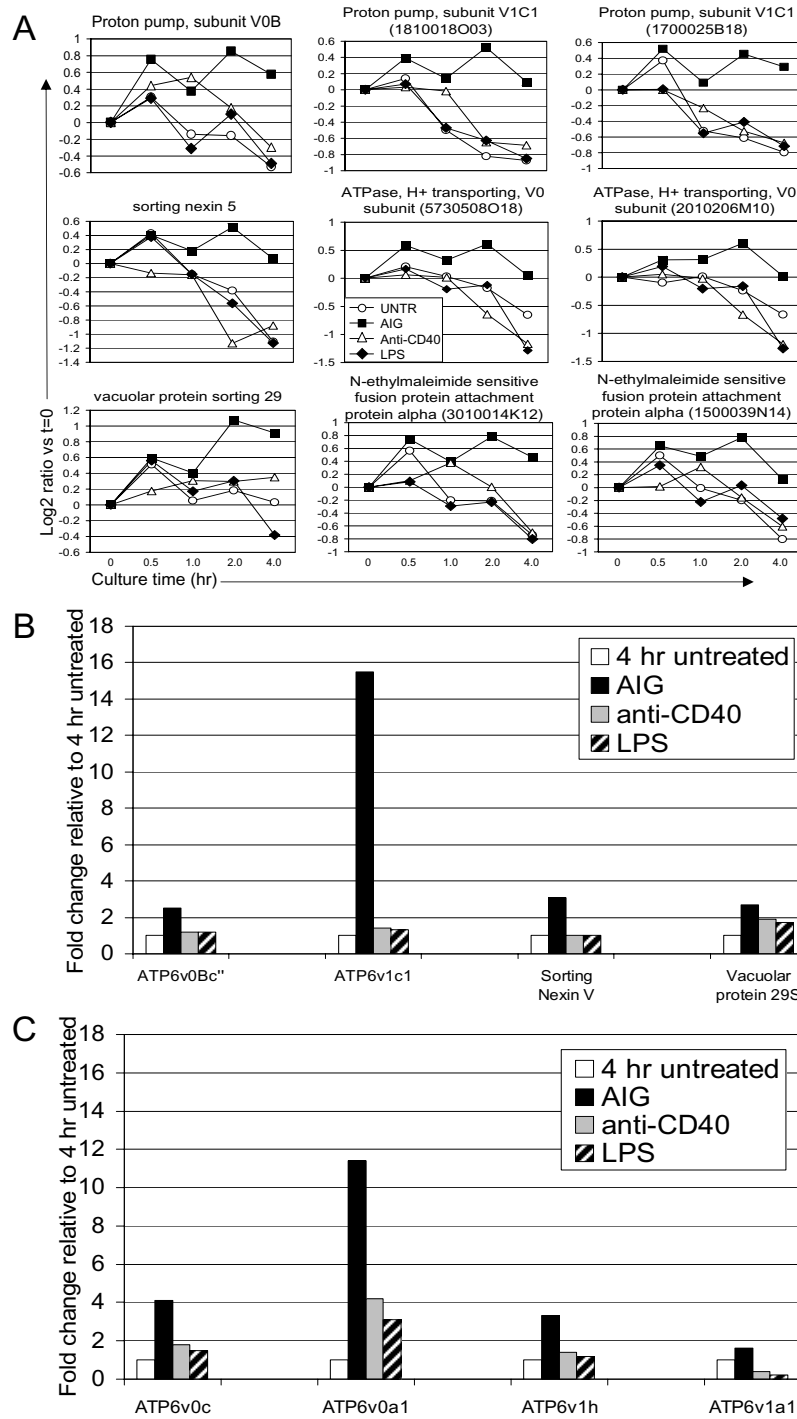 A
Proton pump, subunit V0B
Proton pump, subunit V1C1
(1810018O03)
Proton pump, subunit V1C1
(1700025B18)
1
0.8
0.6
0.4
0.2
0
-0.2
-0.4
-0.6
0.6
0.4
0.2
0
-0.2
-0.4
-0.6
-0.8
-1
0.6
0.4
0.2
0
-0.2
-0.4
-0.6
-0.8
-1
sorting nexin 5
ATPase, H+ transporting, V0
subunit (5730508O18)
ATPase, H+ transporting, V0
subunit (2010206M10)
0.6
0.4
0.2
0
-0.2
-0.4
-0.6
-0.8
-1
-1.2
-1.4
1
0.5
0
-0.5
-1
-1.5
UNTR
AIG
Anti-CD40
LPS
1
0.5
0
-0.5
-1
-1.5
vacuolar protein sorting 29
N-ethylmaleimide sensitive
fusion protein attachment
protein alpha (3010014K12)
N-ethylmaleimide sensitive
fusion protein attachment
protein alpha (1500039N14)
1.2
1
0.8
0.6
0.4
0.2
0
-0.2
-0.4
-0.6
1
0.8
0.6
0.4
0.2
0
-0.2
-0.4
-0.6
-0.8
-1
1
0.8
0.6
0.4
0.2
0
-0.2
-0.4
-0.6
-0.8
-1
0 0.5 1.0 2.0 4.0
0 0.5 1.0 2.0 4.0
0 0.5 1.0 2.0 4.0
Log2 ratio vs t=0
Culture time (hr)
B
Fold change relative to 4 hr untreated
18
16
14
12
10
8
6
4
2
0
4 hr untreated
AIG
anti-CD40
LPS
ATP6v0Bc"
ATP6v1c1
Sorting
Nexin V
Vacuolar
protein 29S
C
Fold change relative to 4 hr untreated
18
16
14
12
10
8
6
4
2
0
4 hr untreated
AIG
anti-CD40
LPS
ATP6v0c
ATP6v0a1
ATP6v1h
ATP6v1a1